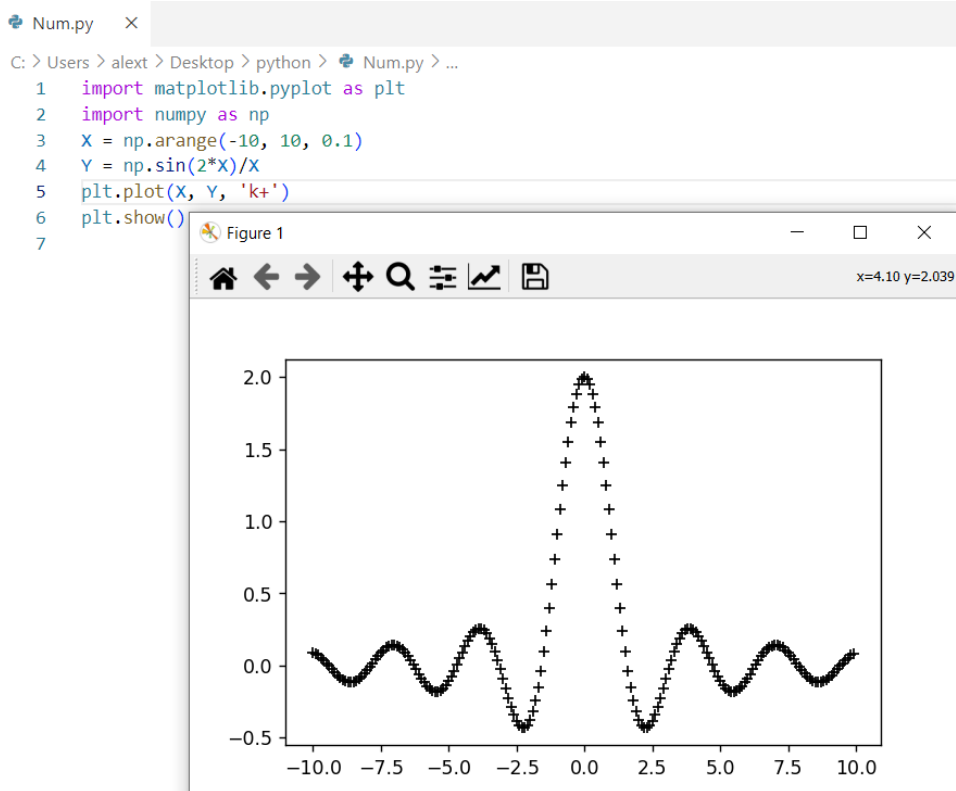 Num.py
C: > Users > alext > Desktop > python > Num.py > ...
1 import matplotlib.pyplot as plt
2 import numpy as np
3 X = np.arange(-10, 10, 0.1)
4 Y = np.sin(2*X)/X
5 plt.plot(X, Y, 'k+')
6 plt.show()
7
Figure 1
x=4.10 y=2.039
2.0
1.5
1.0
0.5
0.0
−0.5
−10.0 −7.5 −5.0 −2.5 0.0 2.5 5.0 7.5 10.0